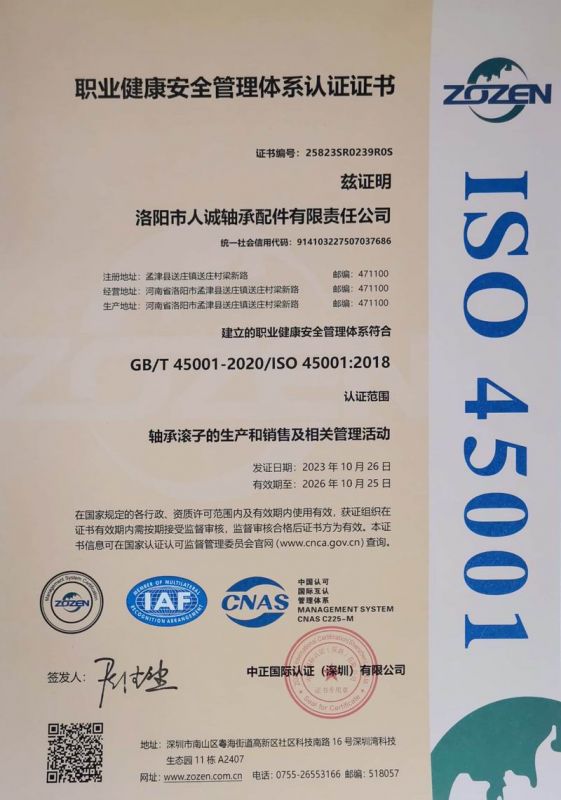 职业健康安全管理体系认证证书
ZOZEN
证书编号：25823SR0239R0S
兹证明
洛阳市人诚轴承配件有限责任公司
统一社会信用代码：914103227507037686
注册地址：孟津县送庄镇送庄村梁新路 邮编：471100
经营地址：河南省洛阳市孟津县送庄镇送庄村梁新路 邮编：471100
生产地址：河南省洛阳市孟津县送庄镇送庄村梁新路 邮编：471100
建立的职业健康安全管理体系符合
GB/T 45001-2020/ISO 45001:2018
认证范围
轴承滚子的生产和销售及相关管理活动
发证日期：2023 年 10 月 26 日
有效期至：2026 年 10 月 25 日
在国家规定的各行政、资质许可范围内及有效期内使用有效，获证组织在
证书有效期内需按期接受监督审核，监督审核合格后证书方为有效。本证
书信息可在国家认证认可监督管理委员会官网 (www.cnca.gov.cn) 查询。
ISO 45001
Management System Certification
ZOZEN
MEMBER OF MULTILATERAL
IAF
RECOGNITION ARRANGEMENT
CNAS
中国认可
国际互认
管理体系
MANAGEMENT SYSTEM
CNAS C225-M
签发人：
中正国际认证（深圳）有限公司
证书专用章
Seal for Certificate
地址：深圳市南山区粤海街道高新区社区科技南路 16 号深圳湾科技
生态园 11 栋 A2407
网址：www.zozen.com.cn 电话：0755-26553166 邮编：518057